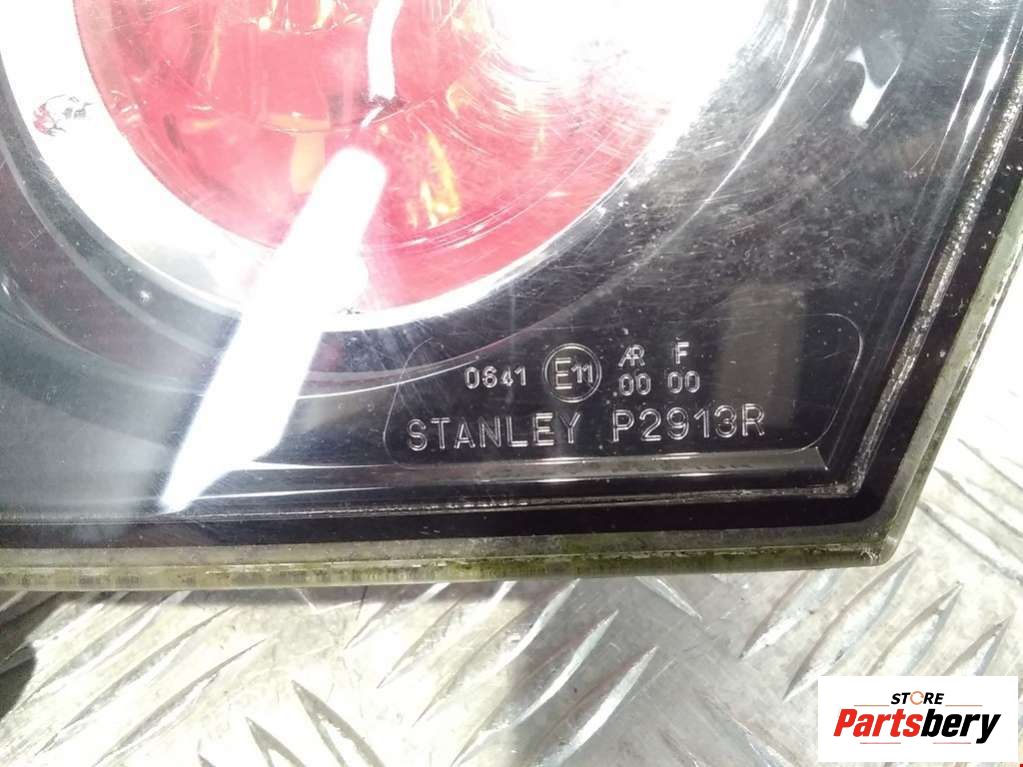 0641 E11 AR F
.00 00
STANLEY P2913R
STORE
Partsbery